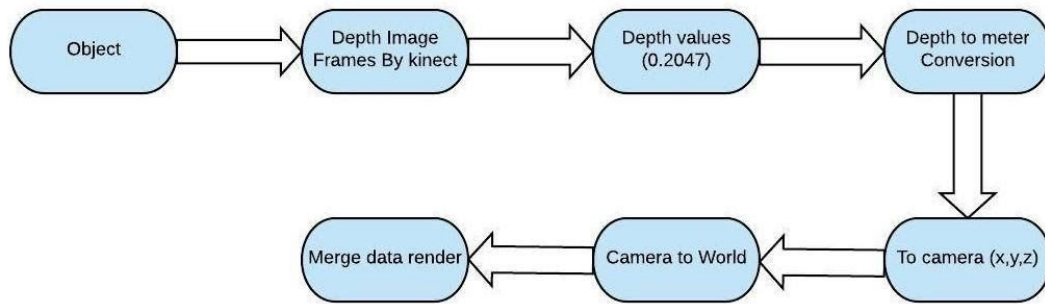 Object
Depth Image
Frames By kinect
Depth values
(0.2047)
Depth to meter
Conversion
To camera (x,y,z)
Camera to World
Merge data render